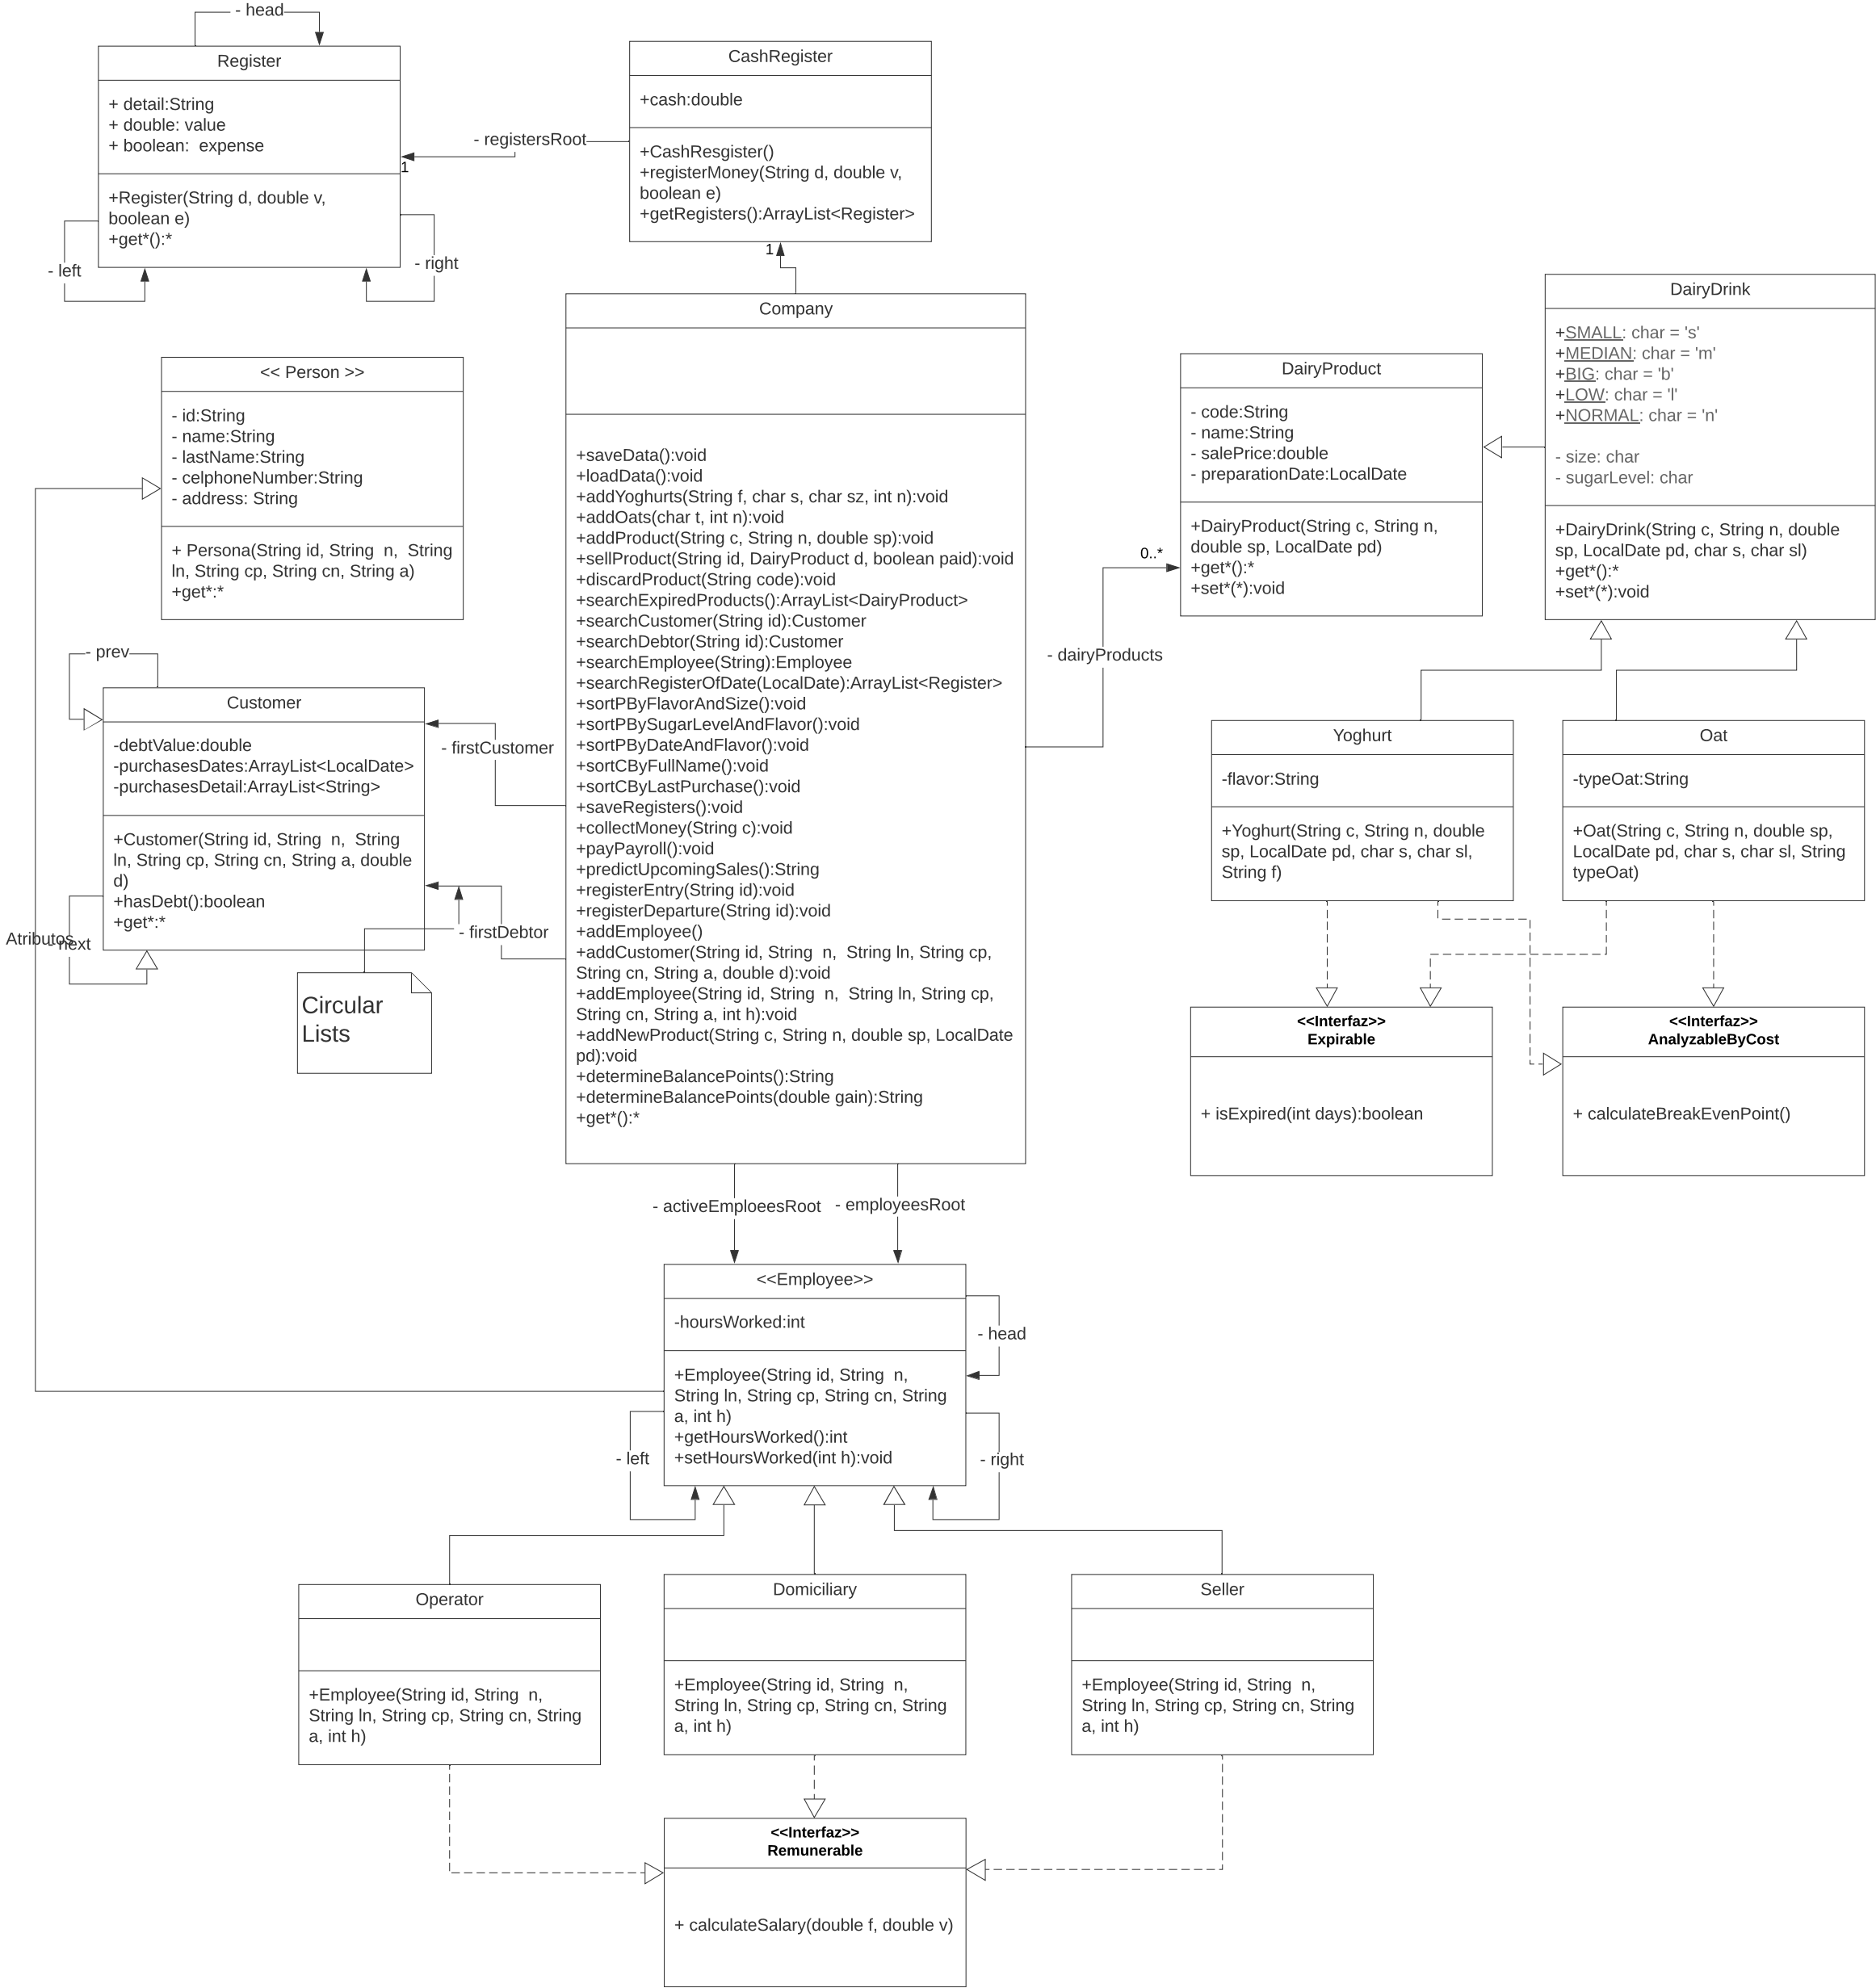 - head
Register
+ detail:String
+ double: value
+ boolean:  expense
+Register(String d, double v,
boolean e)
+get*():*
- left
- right
- registersRoot
1
CashRegister
+cash:double
+CashResgister()
+registerMoney(String d, double v,
boolean e)
+getRegisters():ArrayList<Register>
1
Company
+saveData():void
+loadData():void
+addYoghurts(String f, char s, char sz, int n):void
+addOats(char t, int n):void
+addProduct(String c, String n, double sp):void
+sellProduct(String id, DairyProduct d, boolean paid):void
+discardProduct(String code):void
+searchExpiredProducts():ArrayList<DairyProduct>
+searchCustomer(String id):Customer
+searchDebtor(String id):Customer
+searchEmployee(String):Employee
+searchRegisterOfDate(LocalDate):ArrayList<Register>
+sortPByFlavorAndSize():void
+sortPBySugarLevelAndFlavor():void
+sortPByDateAndFlavor():void
+sortCByFullName():void
+sortCByLastPurchase():void
+saveRegisters():void
+collectMoney(String c):void
+payPayroll():void
+predictUpcomingSales():String
+registerEntry(String id):void
+registerDeparture(String id):void
+addEmployee()
+addCustomer(String id, String  n,  String ln, String cp,
String cn, String a, double d):void
+addEmployee(String id, String  n,  String ln, String cp,
String cn, String a, int h):void
+addNewProduct(String c, String n, double sp, LocalDate
pd):void
+determineBalancePoints():String
+determineBalancePoints(double gain):String
+get*():*
<< Person >>
- id:String
- name:String
- lastName:String
- celphoneNumber:String
- address: String
+ Persona(String id, String  n,  String
ln, String cp, String cn, String a)
+get*:*
- prev
Customer
-debtValue:double
-purchasesDates:ArrayList<LocalDate>
-purchasesDetail:ArrayList<String>
+Customer(String id, String  n,  String
ln, String cp, String cn, String a, double
d)
+hasDebt():boolean
+get*:*
- firstCustomer
- firstDebtor
Atributos
- next
Circular
Lists
DairyProduct
- code:String
- name:String
- salePrice:double
- preparationDate:LocalDate
+DairyProduct(String c, String n,
double sp, LocalDate pd)
+get*():*
+set*(*):void
0..*
- dairyProducts
DairyDrink
+SMALL: char = 's'
+MEDIAN: char = 'm'
+BIG: char = 'b'
+LOW: char = 'l'
+NORMAL: char = 'n'
- size: char
- sugarLevel: char
+DairyDrink(String c, String n, double
sp, LocalDate pd, char s, char sl)
+get*():*
+set*(*):void
Yoghurt
-flavor:String
+Yoghurt(String c, String n, double
sp, LocalDate pd, char s, char sl,
String f)
Oat
-typeOat:String
+Oat(String c, String n, double sp,
LocalDate pd, char s, char sl, String
typeOat)
<<Interfaz>>
Expirable
+ isExpired(int days):boolean
<<Interfaz>>
AnalyzableByCost
+ calculateBreakEvenPoint()
- activeEmploeesRoot
- employeesRoot
<<Employee>>
-hoursWorked:int
+Employee(String id, String  n,
String ln, String cp, String cn, String
a, int h)
+getHoursWorked():int
+setHoursWorked(int h):void
- head
- left
- right
Operator
+Employee(String id, String  n,
String ln, String cp, String cn, String
a, int h)
Domiciliary
+Employee(String id, String  n,
String ln, String cp, String cn, String
a, int h)
Seller
+Employee(String id, String  n,
String ln, String cp, String cn, String
a, int h)
<<Interfaz>>
Remunerable
+ calculateSalary(double f, double v)